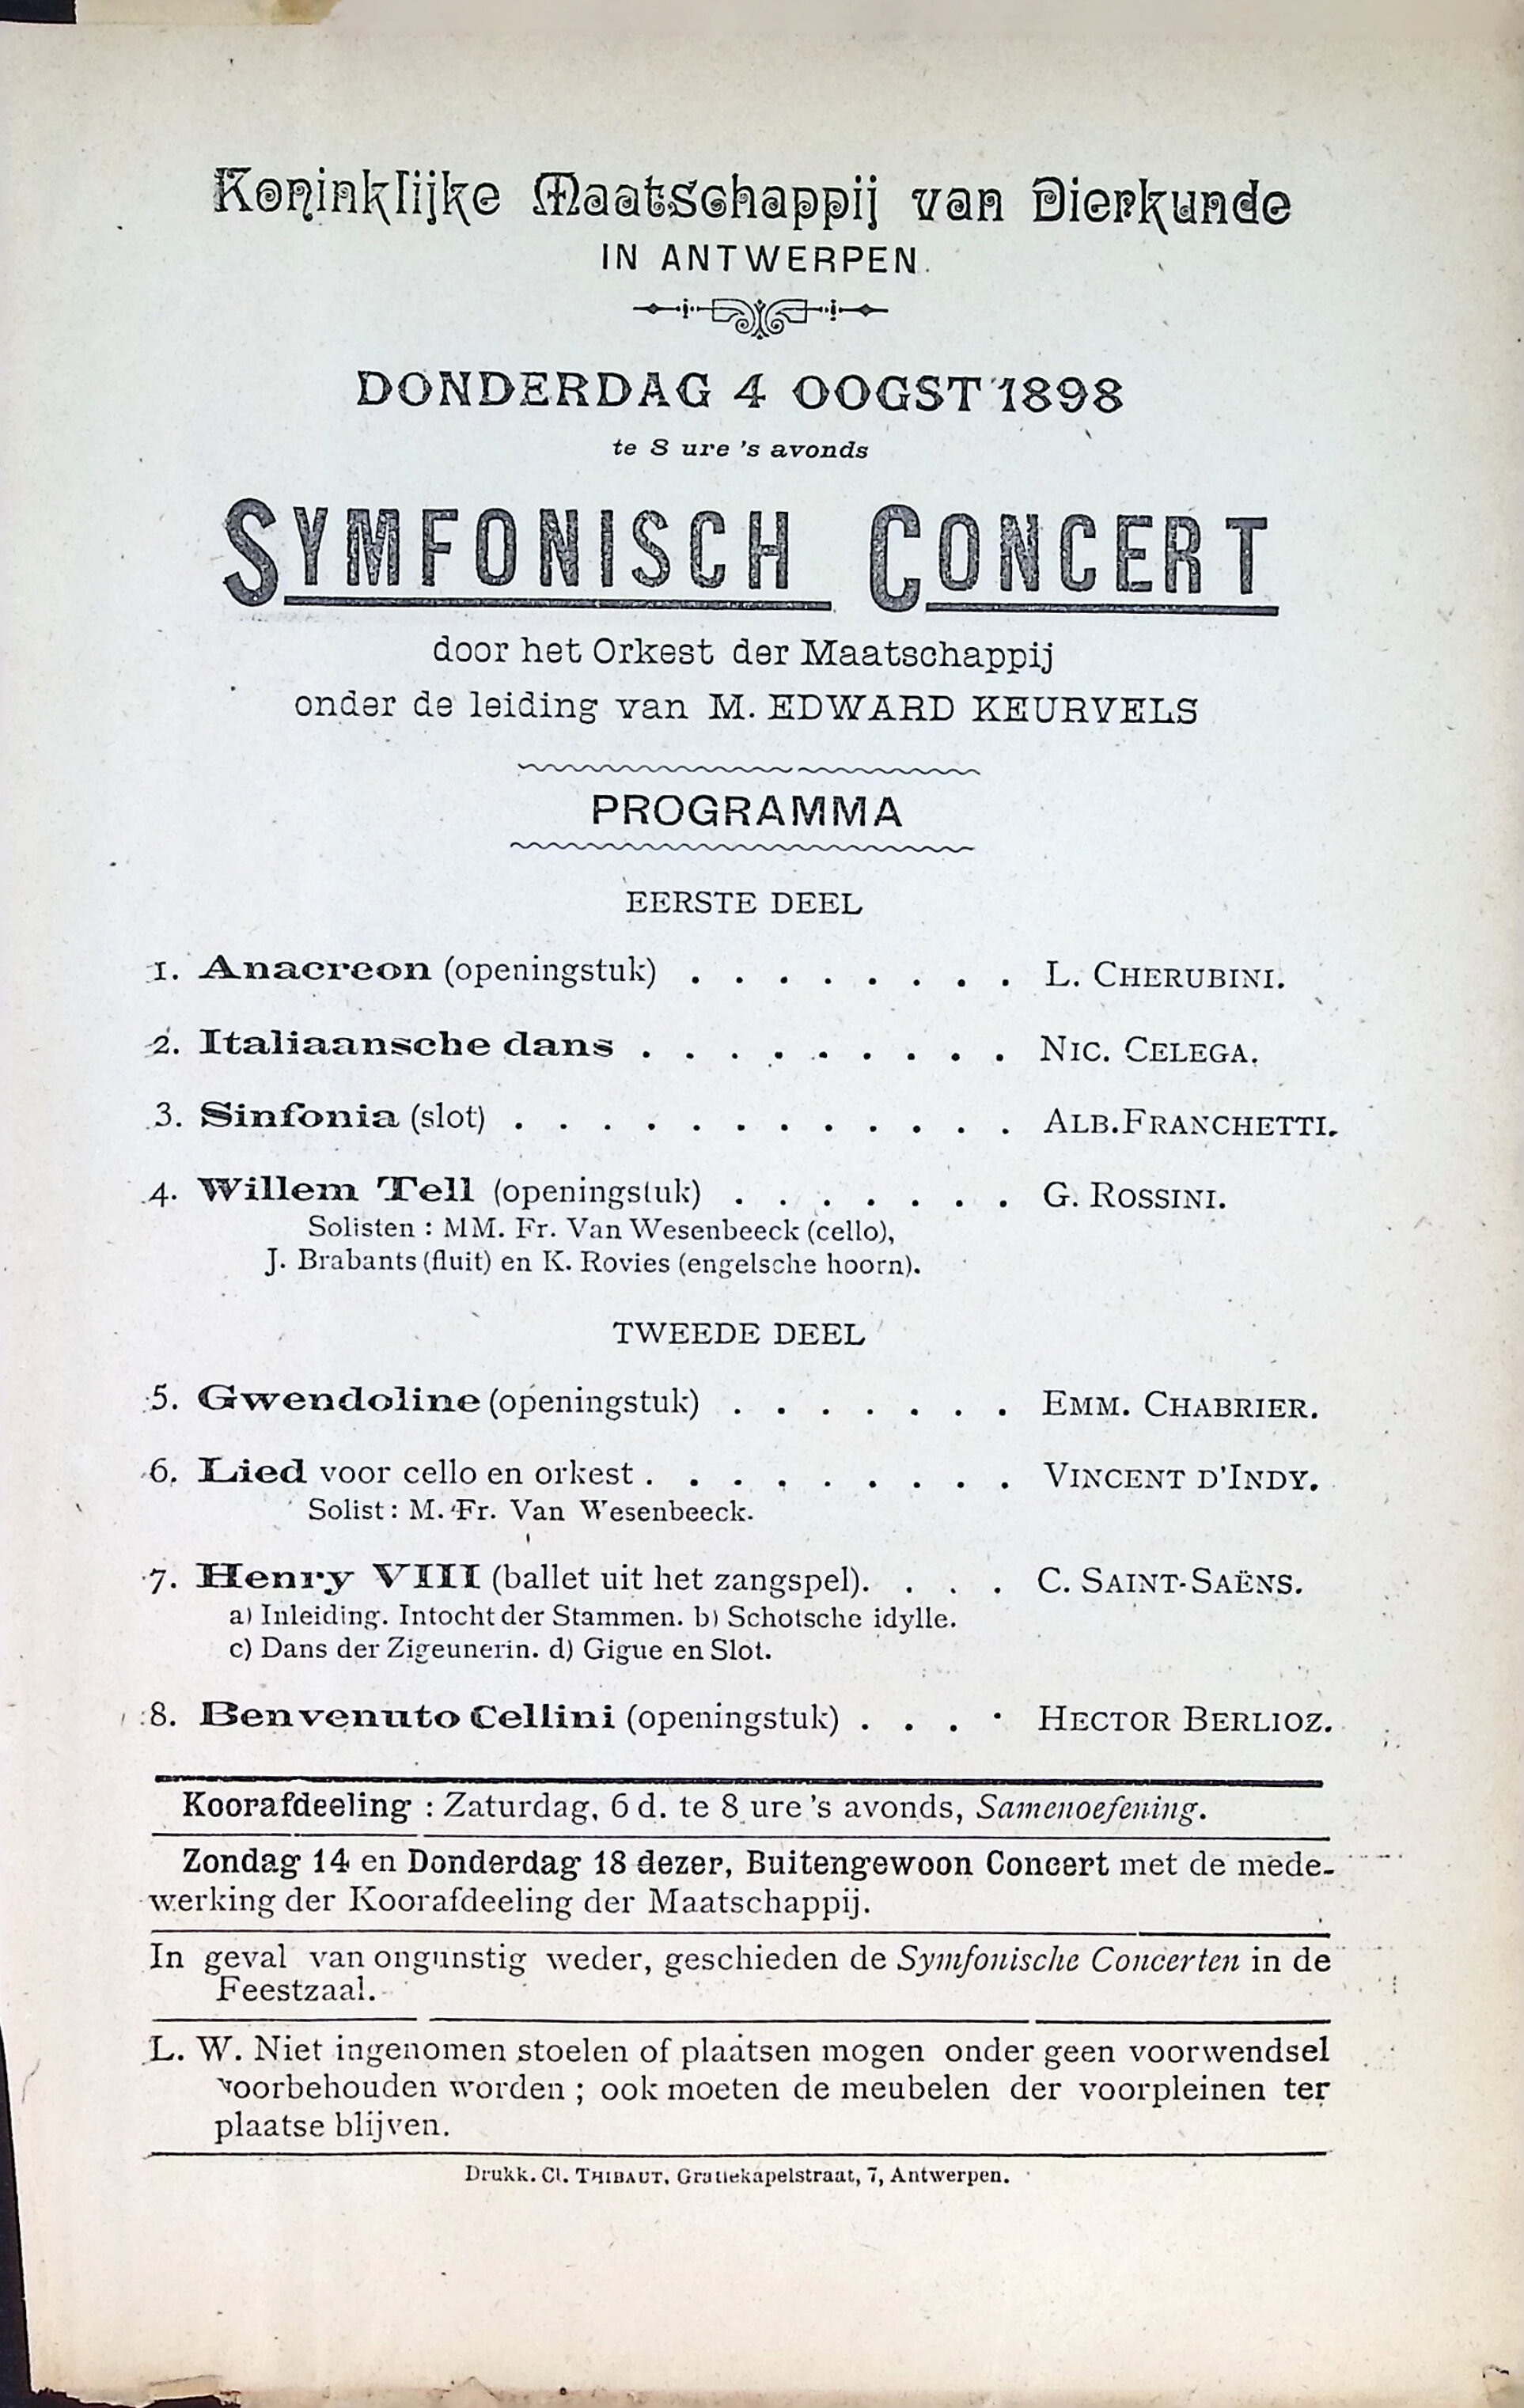 Koninklijke Maatschappij van Dierkunde
IN ANTWERPEN.
DONDERDAG 4 OOGST 1898
te 8 ure 's avonds
SYMFONISCH CONCERT
door het Orkest der Maatschappij
onder de leiding van M. EDWARD KEURVELS
PROGRAMMA
EERSTE DEEL
1. Anacreon (openingstuk) . . . . . . . . L. CHERUBINI.
2. Italiaansche dans . . . . . . . . . NIC. CELEGA.
3. Sinfonia (slot) . . . . . . . . . . . . ALB. FRANCHETTI.
4. Willem Tell (openingstuk) . . . . . . . G. ROSSINI.
Solisten : MM. Fr. Van Wesenbeeck (cello),
J. Brabants (fluit) en K. Rovies (engelsche hoorn).
TWEEDE DEEL
5. Gwendoline (openingstuk) . . . . . . . EMM. CHABRIER.
6. Lied voor cello en orkest . . . . . . . . . VINCENT D'INDY.
Solist : M. Fr. Van Wesenbeeck.
7. Henry VIII (ballet uit het zangspel). . . . C. SAINT-SAËNS.
a) Inleiding. Intocht der Stammen. b) Schotsche idylle.
c) Dans der Zigeunerin. d) Gigue en Slot.
8. Benvenuto Cellini (openingstuk) . . . . HECTOR BERLIOZ.
Koorafdeeling : Zaturdag, 6 d. te 8 ure 's avonds, Samenoefening.
Zondag 14 en Donderdag 18 dezer, Buitengewoon Concert met de mede-
werking der Koorafdeeling der Maatschappij.
In geval van ongunstig weder, geschieden de Symfonische Concerten in de
Feestzaal.
L. W. Niet ingenomen stoelen of plaatsen mogen onder geen voorwendsel
voorbehouden worden ; ook moeten de meubelen der voorpleinen ter
plaatse blijven.
Drukk. Cl. THIBAUT, Gratiekapelstraat, 7, Antwerpen.